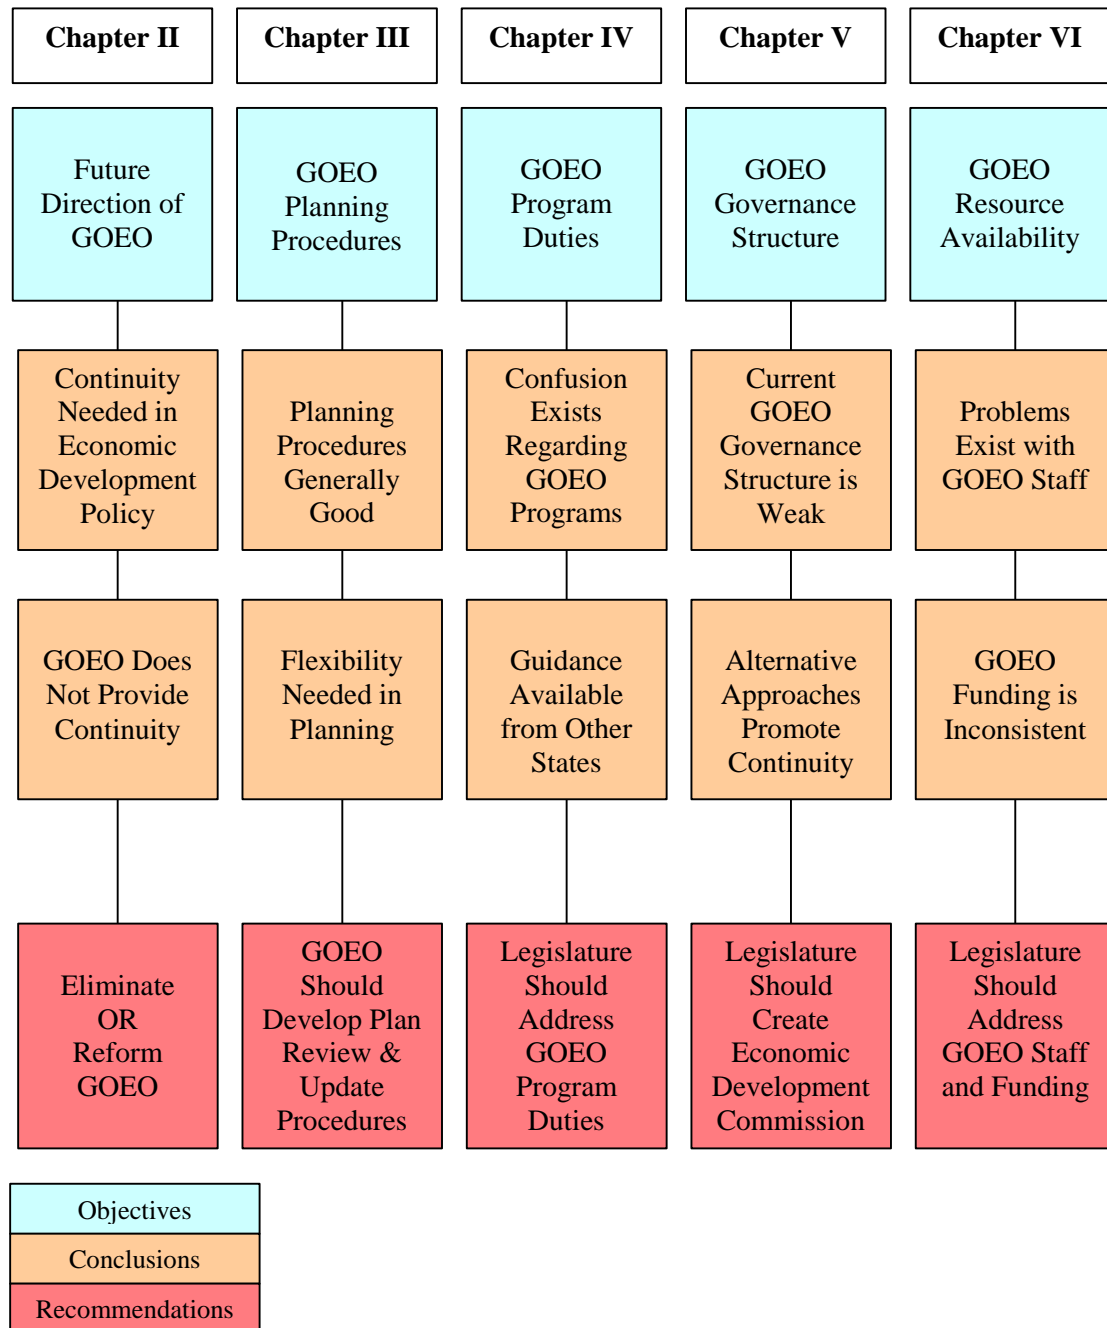 Chapter II
Chapter III
Chapter IV
Chapter V
Chapter VI
Future
Direction of
GOEO
GOEO
Planning
Procedures
GOEO
Program
Duties
GOEO
Governance
Structure
GOEO
Resource
Availability
Continuity
Needed in
Economic
Development
Policy
Planning
Procedures
Generally
Good
Confusion
Exists
Regarding
GOEO
Programs
Current
GOEO
Governance
Structure is
Weak
Problems
Exist with
GOEO Staff
GOEO Does
Not Provide
Continuity
Flexibility
Needed in
Planning
Guidance
Available
from Other
States
Alternative
Approaches
Promote
Continuity
GOEO
Funding is
Inconsistent
Eliminate
OR
Reform
GOEO
GOEO
Should
Develop Plan
Review &
Update
Procedures
Legislature
Should
Address
GOEO
Program
Duties
Legislature
Should
Create
Economic
Development
Commission
Legislature
Should
Address
GOEO Staff
and Funding
Objectives
Conclusions
Recommendations